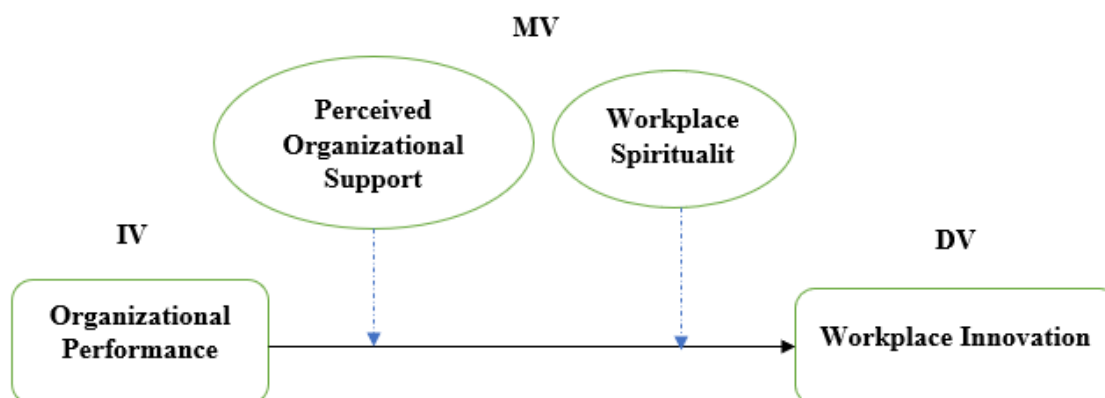 MV
Perceived
Organizational
Support
Workplace
Spiritualit
IV
DV
Organizational
Performance
Workplace Innovation